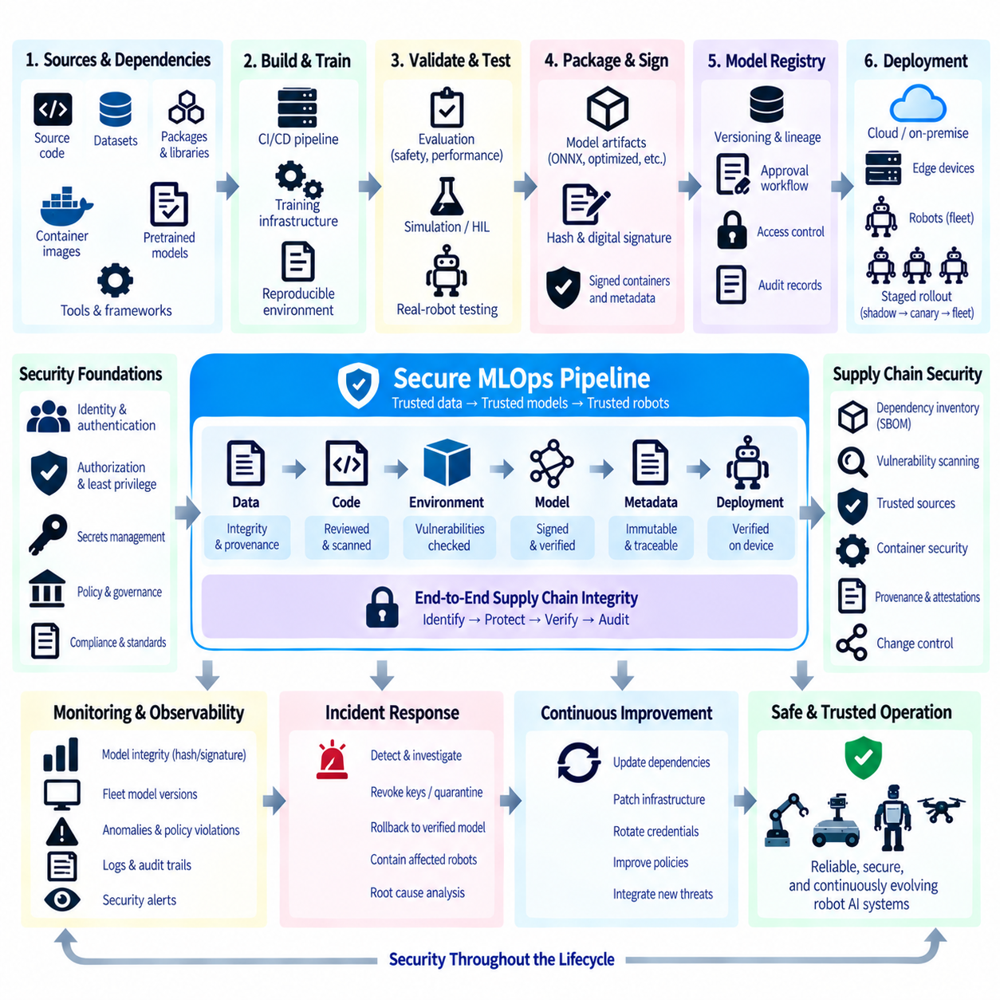 1. Sources & Dependencies
Source
code
Datasets
Packages
& libraries
Container
images
Pretrained
models
Tools & frameworks
2. Build & Train
CI/CD pipeline
Training
infrastructure
Reproducible
environment
3. Validate & Test
Evaluation
(safety, performance)
Simulation / HIL
Real-robot testing
4. Package & Sign
Model artifacts
(ONNX, optimized, etc.)
Hash & digital signature
Signed containers
and metadata
5. Model Registry
Versioning & lineage
Approval
workflow
Access control
Audit records
6. Deployment
Cloud / on-premise
Edge devices
Robots (fleet)
Staged rollout
(shadow → canary → fleet)
Security Foundations
Identity &
authentication
Authorization
& least privilege
Secrets management
Policy & governance
Compliance & standards
Secure MLOps Pipeline
Trusted data → Trusted models → Trusted robots
Data
Integrity
& provenance
Code
Reviewed
& scanned
Environment
Vulnerabilities
checked
Model
Signed
& verified
Metadata
Immutable
& traceable
Deployment
Verified
on device
End-to-End Supply Chain Integrity
Identify → Protect → Verify → Audit
Supply Chain Security
Dependency inventory
(SBOM)
Vulnerability scanning
Trusted sources
Container security
Provenance & attestations
Change control
Monitoring & Observability
Model integrity (hash/signature)
Fleet model versions
Anomalies & policy violations
Logs & audit trails
Security alerts
Incident Response
Detect & investigate
Revoke keys / quarantine
Rollback to verified model
Contain affected robots
Root cause analysis
Continuous Improvement
Update dependencies
Patch infrastructure
Rotate credentials
Improve policies
Integrate new threats
Safe & Trusted Operation
Reliable, secure,
and continuously evolving
robot AI systems
Security Throughout the Lifecycle